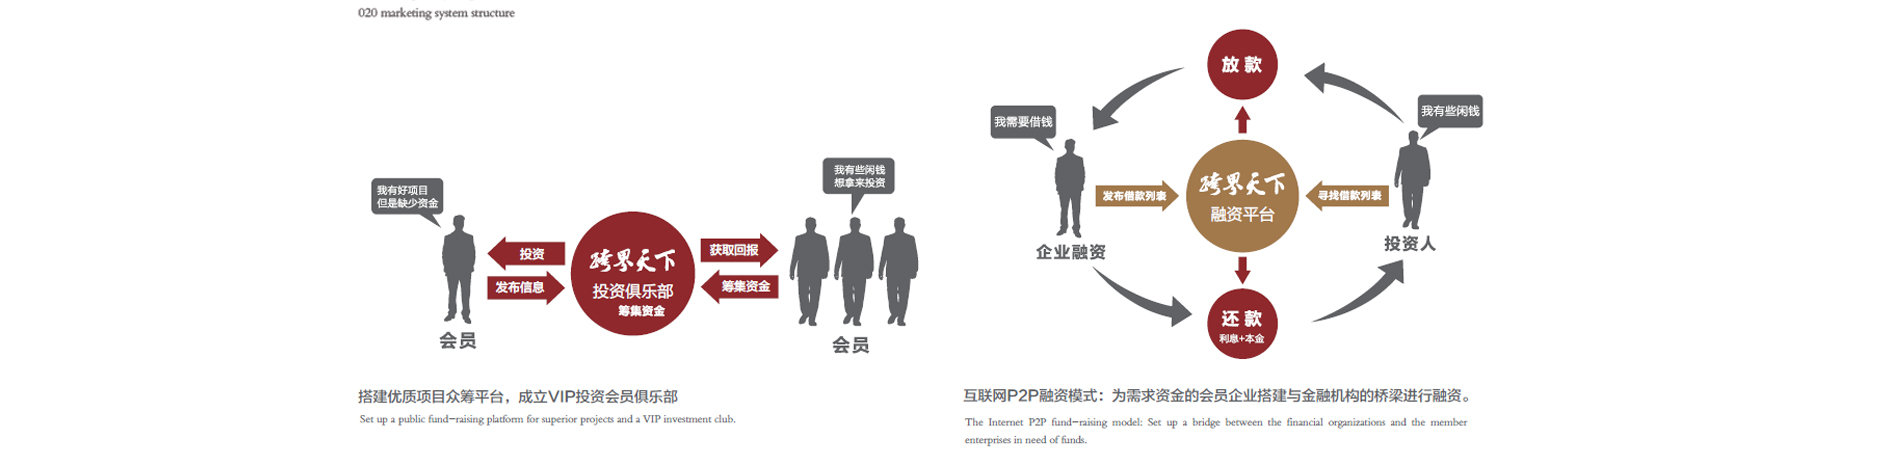 020 marketing system structure
我有好项目
但是缺少资金
会员
投资
发布信息
跨界天下
投资俱乐部
筹集资金
获取回报
筹集资金
我有些闲钱
想拿来投资
会员
搭建优质项目众筹平台，成立VIP投资会员俱乐部
Set up a public fund-raising platform for superior projects and a VIP investment club.
放款
我需要借钱
企业融资
发布借款列表
跨界天下
融资平台
寻找借款列表
我有些闲钱
投资人
还款
利息+本金
互联网P2P融资模式：为需求资金的会员企业搭建与金融机构的桥梁进行融资。
The Internet P2P fund-raising model: Set up a bridge between the financial organizations and the member
enterprises in need of funds.